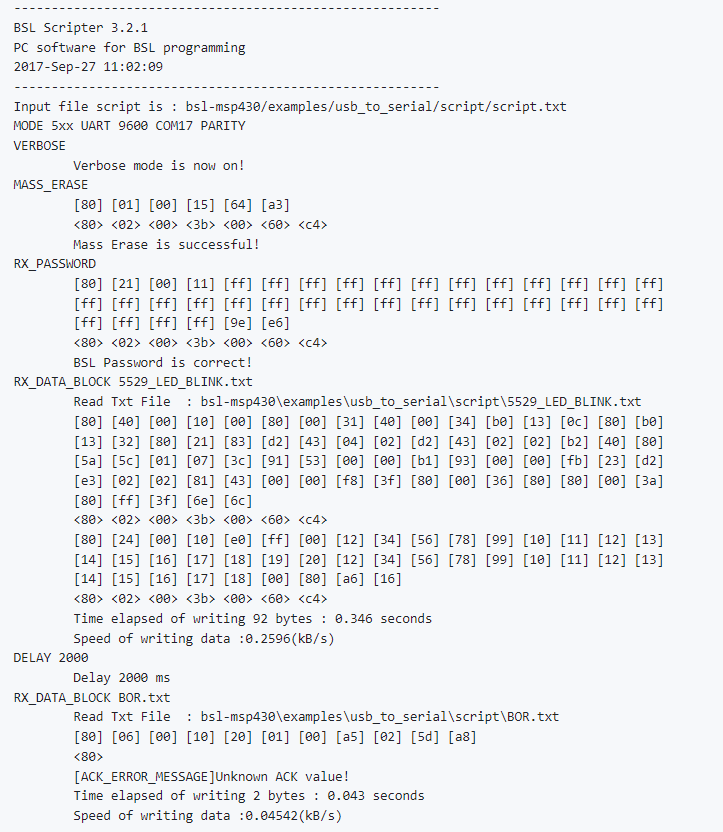 ---------------------------------------------------------
BSL Scripter 3.2.1
PC software for BSL programming
2017-Sep-27 11:02:09
---------------------------------------------------------
Input file script is : bsl-msp430/examples/usb_to_serial/script/script.txt
MODE 5xx UART 9600 COM17 PARITY
VERBOSE
        Verbose mode is now on!
MASS_ERASE
        [80] [01] [00] [15] [64] [a3]
        <80> <02> <00> <3b> <00> <60> <c4>
        Mass Erase is successful!
RX_PASSWORD
        [80] [21] [00] [11] [ff] [ff] [ff] [ff] [ff] [ff] [ff] [ff] [ff] [ff] [ff] [ff]
        [ff] [ff] [ff] [ff] [ff] [ff] [ff] [ff] [ff] [ff] [ff] [ff] [ff] [ff] [ff] [ff]
        [ff] [ff] [ff] [ff] [9e] [e6]
        <80> <02> <00> <3b> <00> <60> <c4>
        BSL Password is correct!
RX_DATA_BLOCK 5529_LED_BLINK.txt
        Read Txt File  : bsl-msp430\examples\usb_to_serial\script\5529_LED_BLINK.txt
        [80] [40] [00] [10] [00] [80] [00] [31] [40] [00] [34] [b0] [13] [0c] [80] [b0]
        [13] [32] [80] [21] [83] [d2] [43] [04] [02] [d2] [43] [02] [02] [b2] [40] [80]
        [5a] [5c] [01] [07] [3c] [91] [53] [00] [00] [b1] [93] [00] [00] [fb] [23] [d2]
        [e3] [02] [02] [81] [43] [00] [00] [f8] [3f] [80] [00] [36] [80] [80] [00] [3a]
        [80] [ff] [3f] [6e] [6c]
        <80> <02> <00> <3b> <00> <60> <c4>
        [80] [24] [00] [10] [e0] [ff] [00] [12] [34] [56] [78] [99] [10] [11] [12] [13]
        [14] [15] [16] [17] [18] [19] [20] [12] [34] [56] [78] [99] [10] [11] [12] [13]
        [14] [15] [16] [17] [18] [00] [80] [a6] [16]
        <80> <02> <00> <3b> <00> <60> <c4>
        Time elapsed of writing 92 bytes : 0.346 seconds
        Speed of writing data :0.2596(kB/s)
DELAY 2000
        Delay 2000 ms
RX_DATA_BLOCK BOR.txt
        Read Txt File  : bsl-msp430\examples\usb_to_serial\script\BOR.txt
        [80] [06] [00] [10] [20] [01] [00] [a5] [02] [5d] [a8]
        <80>
        [ACK_ERROR_MESSAGE]Unknown ACK value!
        Time elapsed of writing 2 bytes : 0.043 seconds
        Speed of writing data :0.04542(kB/s)